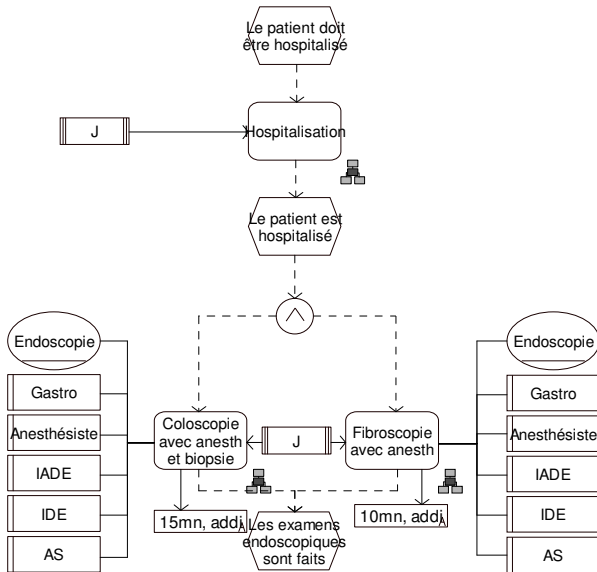 Le patient doit
être hospitalisé
J
Hospitalisation
Le patient est
hospitalisé
Endoscopie
Gastro
Anesthésiste
IADE
IDE
AS
Coloscopie
avec anesth
et biopsie
J
Fibroscopie
avec anesth
15mn, addi
Les examens
endoscopiques
sont faits
10mn, addi
Endoscopie
Gastro
Anesthésiste
IADE
IDE
AS